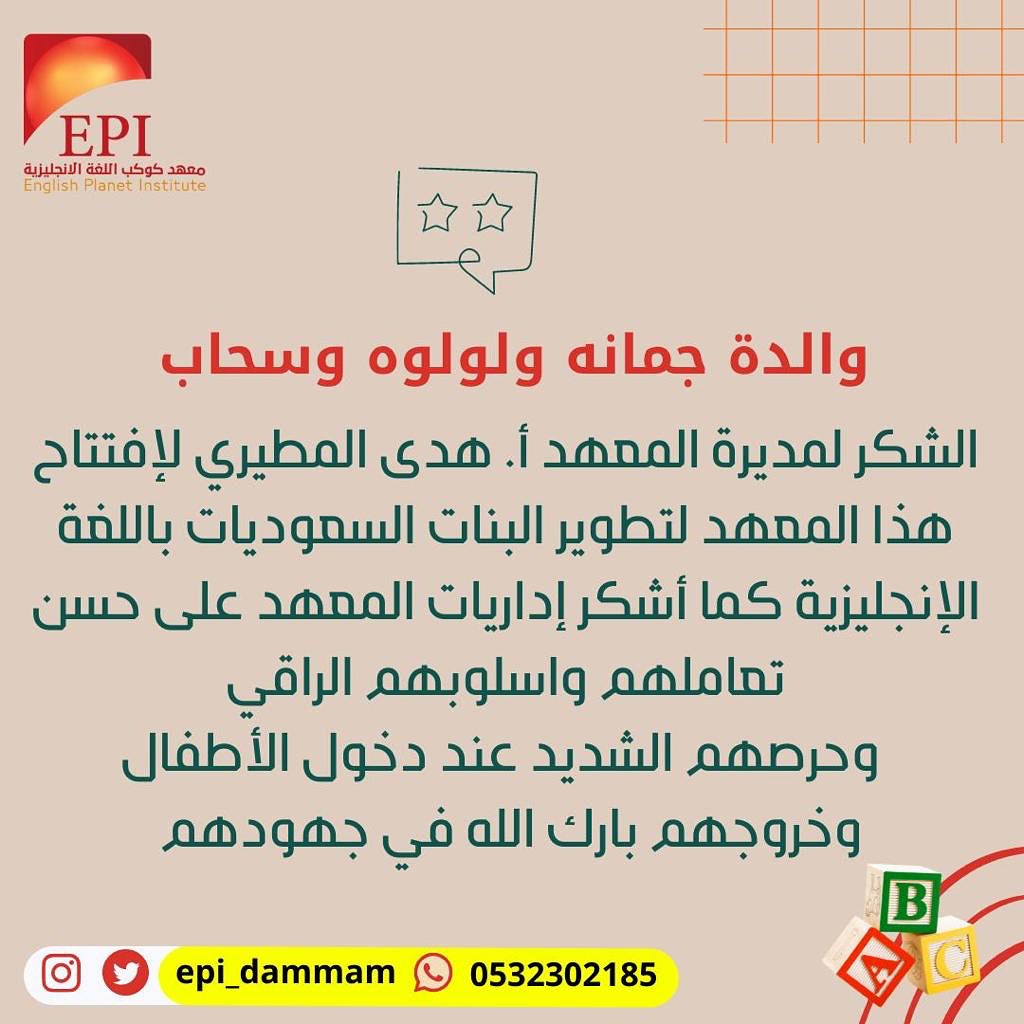 EPI
معهد كوكب اللغة الانجليزية
English Planet Institute
والدة جمانه ولولوه وسحاب
الشكر لمديرة المعهد أ. هدى المطيري لإفتتاح
هذا المعهد لتطوير البنات السعوديات باللغة
الإنجليزية كما أشكر إداريات المعهد على حسن
تعاملهم واسلوبهم الراقي
وحرصهم الشديد عند دخول الأطفال
وخروجهم بارك الله في جهودهم
B
A C
epi_dammam 0532302185